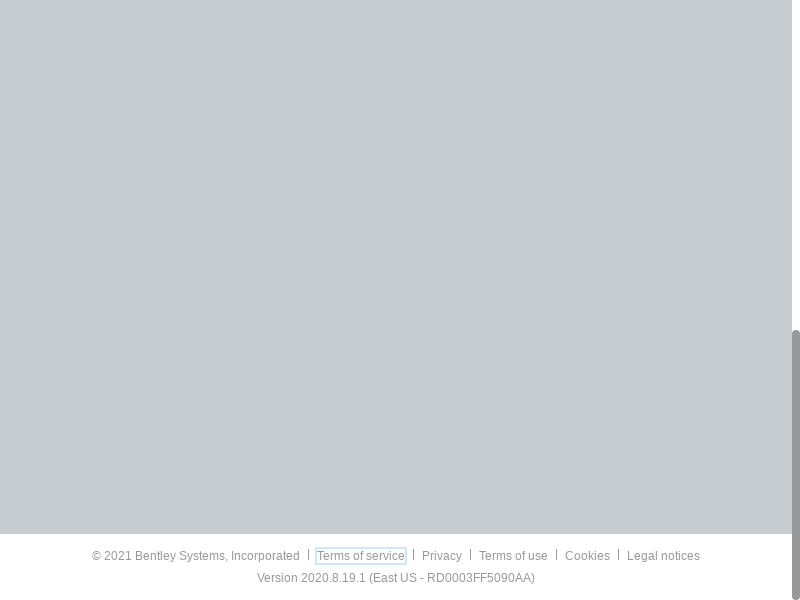 © 2021 Bentley Systems, Incorporated | Terms of service | Privacy | Terms of use | Cookies | Legal notices
Version 2020.8.19.1 (East US - RD0003FF5090AA)